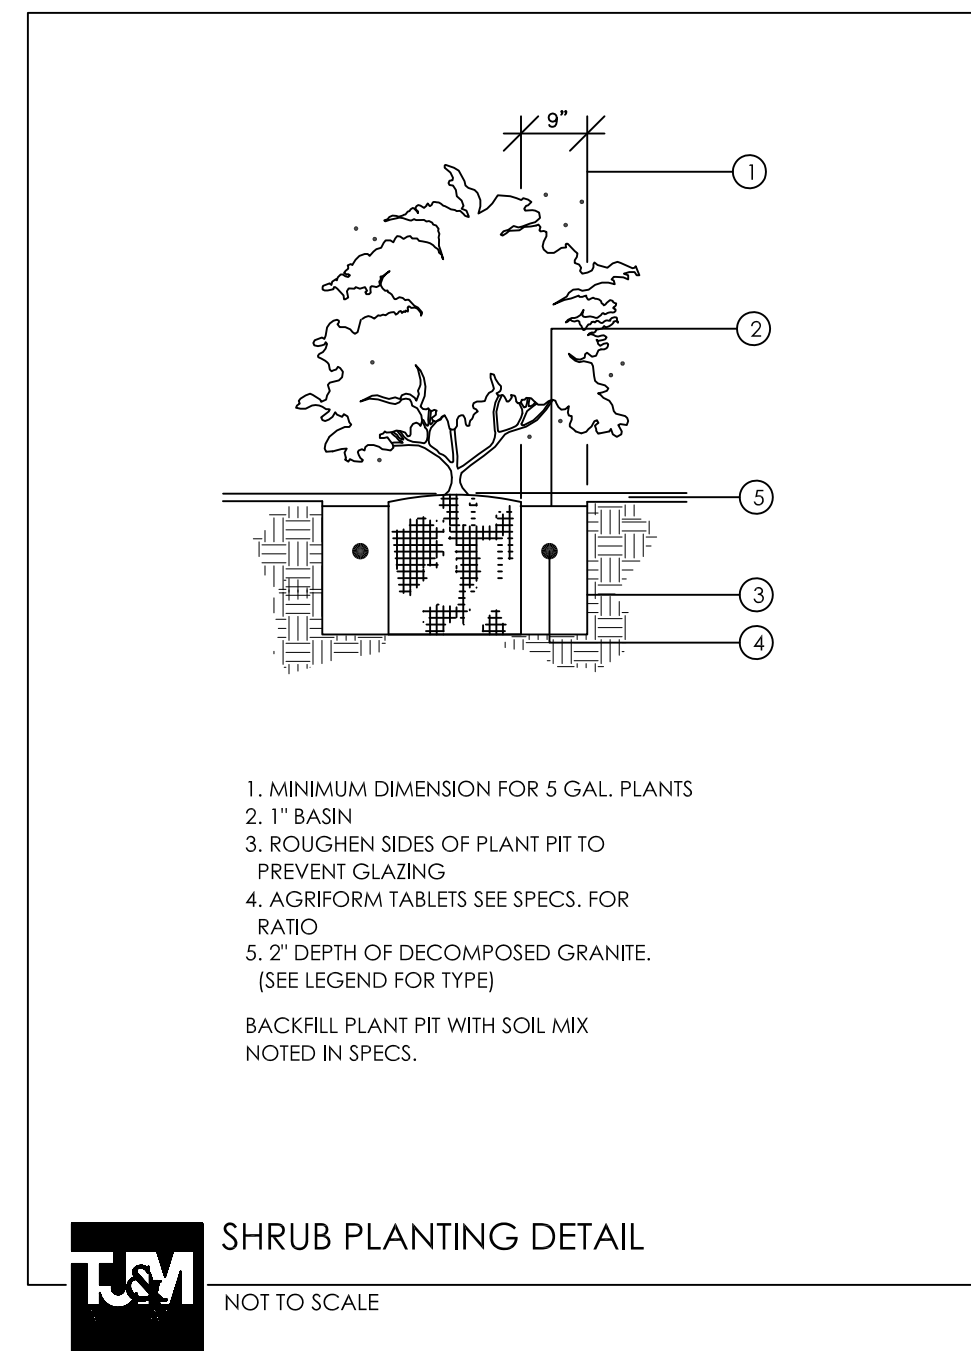 9"
1
2
5
3
4
1. MINIMUM DIMENSION FOR 5 GAL. PLANTS
2. 1" BASIN
3. ROUGHEN SIDES OF PLANT PIT TO
PREVENT GLAZING
4. AGRIFORM TABLETS SEE SPECS. FOR
RATIO
5. 2" DEPTH OF DECOMPOSED GRANITE.
(SEE LEGEND FOR TYPE)
BACKFILL PLANT PIT WITH SOIL MIX
NOTED IN SPECS.
SHRUB PLANTING DETAIL
TJ&M
NOT TO SCALE